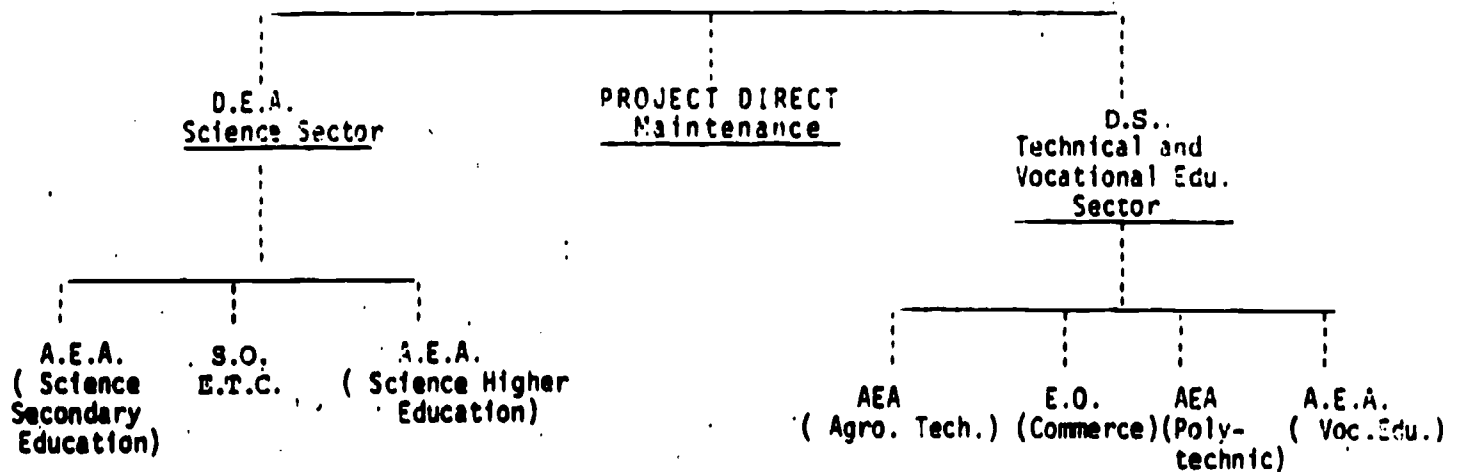 D.E.A.
Science Sector
PROJECT DIRECT
Maintenance
D.S..
Technical and
Vocational Edu.
Sector
A.E.A.
( Science
Secondary
Education)
S.O.
E.T.C.
A.E.A.
( Science Higher
Education)
AEA
( Agro. Tech.)
E.O.
(Commerce)
AEA
(Poly-
technic)
A.E.A.
( Voc.Edu.)